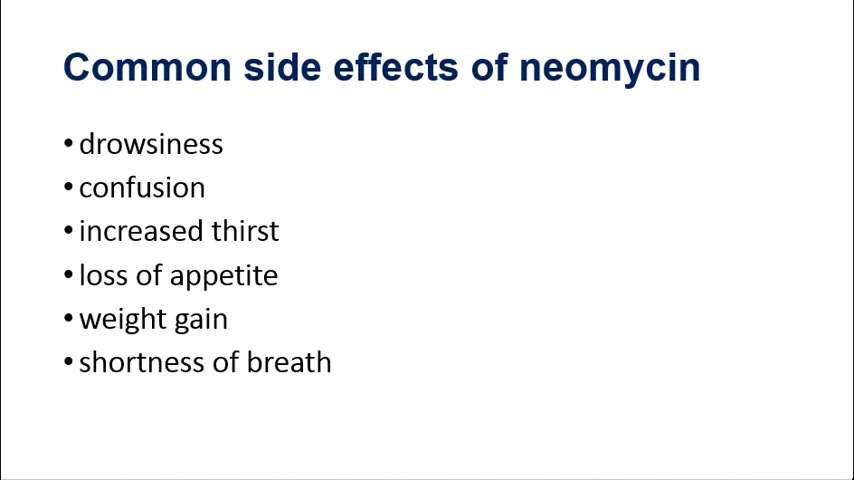 Common side effects of neomycin
• drowsiness
• confusion
• increased thirst
• loss of appetite
• weight gain
• shortness of breath